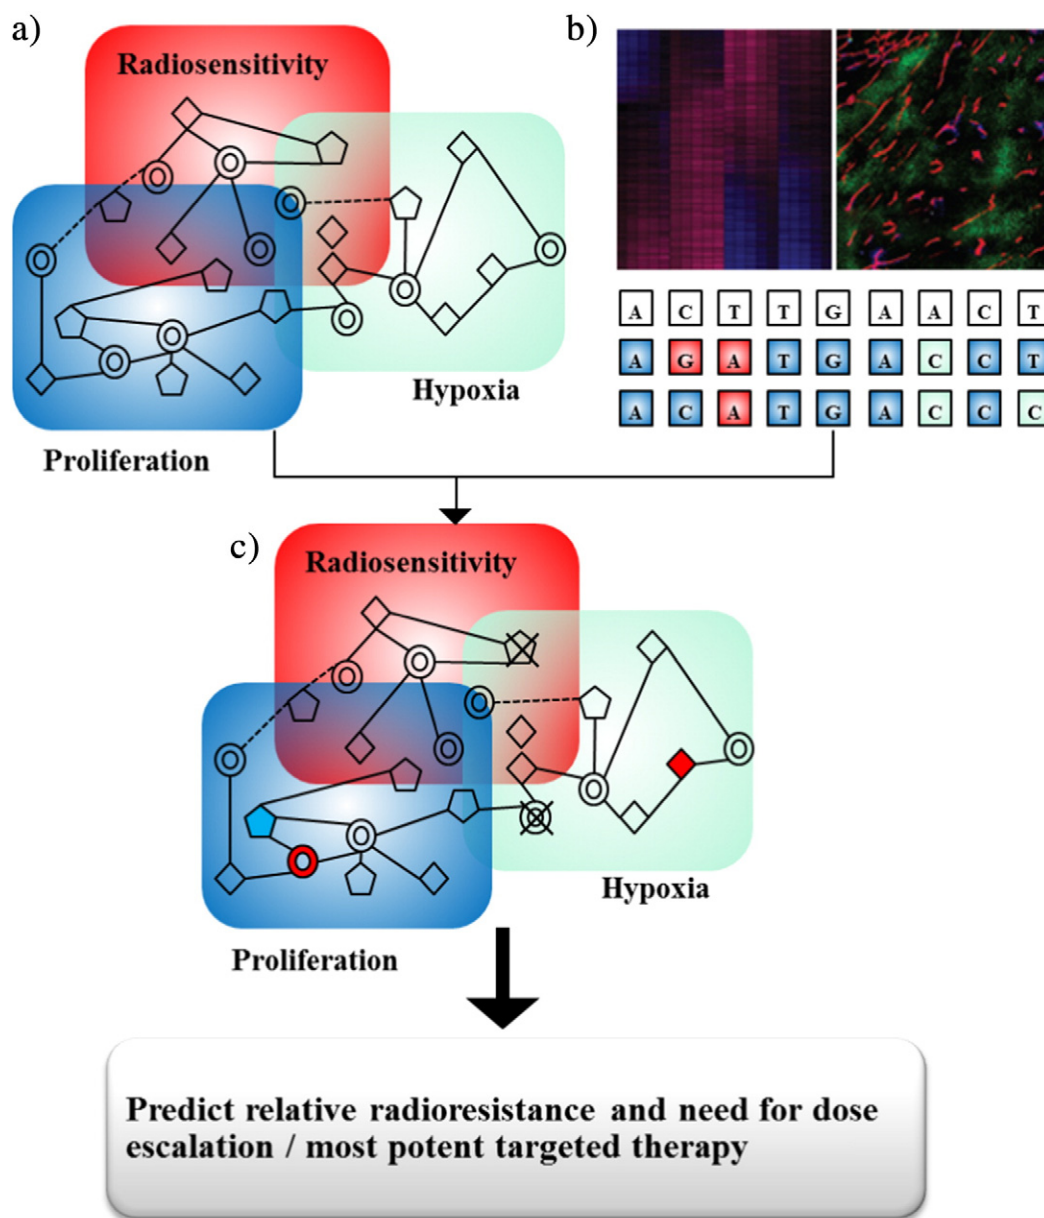 a)
Radiosensitivity
Hypoxia
Proliferation
b)
A C T T G A A C T
A G A T G A C C T
A C A T G A C C C
c)
Radiosensitivity
Hypoxia
Proliferation
Predict relative radioresistance and need for dose
escalation / most potent targeted therapy